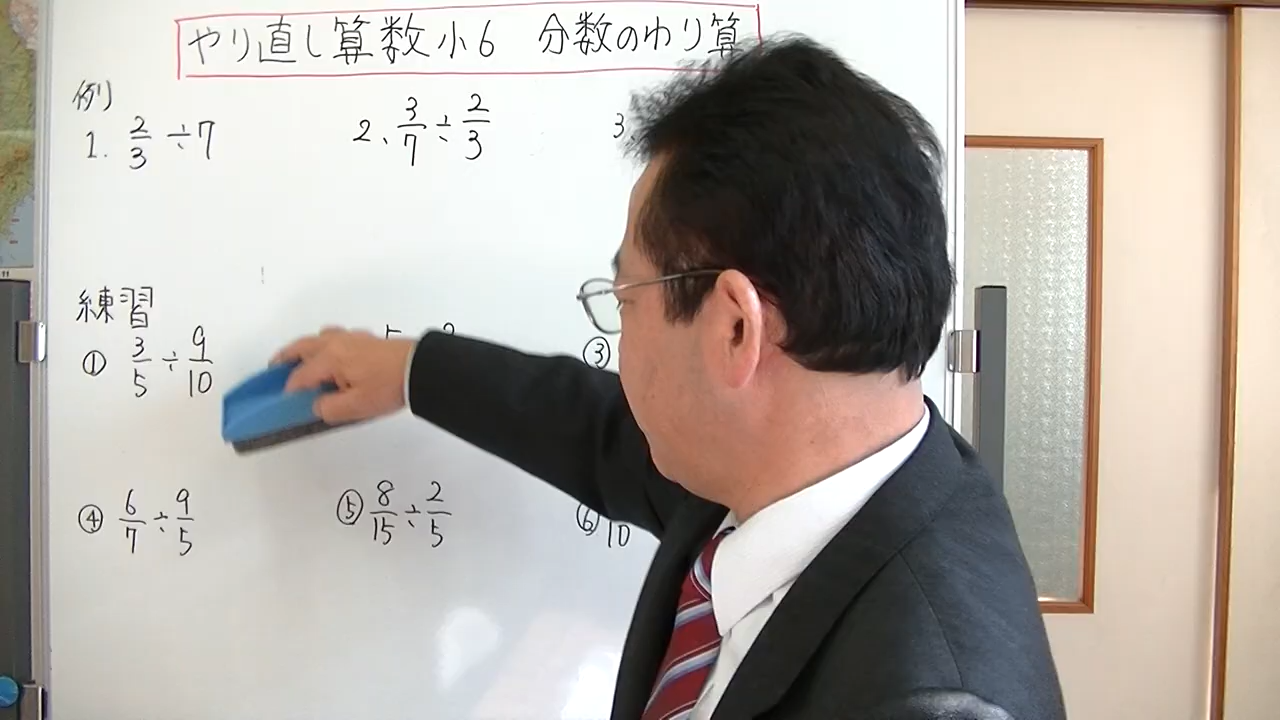 やり直し算数小6 分数のわり算
例
1. 2/3 ÷ 7
2、3/7 ÷ 2/3
3、
練習
① 3/5 ÷ 9/10
③
④ 6/7 ÷ 9/5
⑤ 8/15 ÷ 2/5
⑥ 10
11